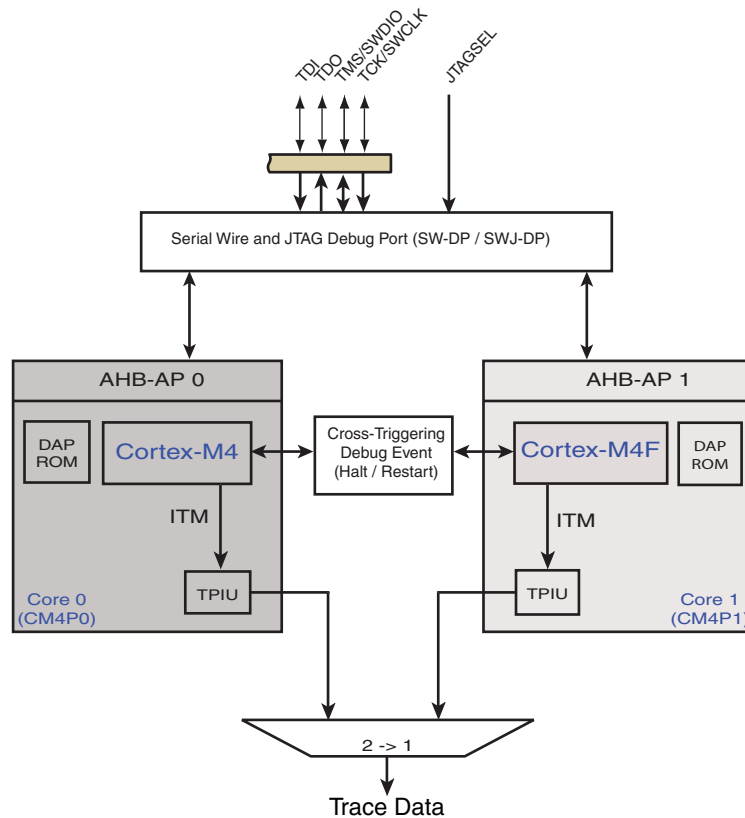 TDI
TDO
TMS/SWDIO
TCK/SWCLK
JTAGSEL
Serial Wire and JTAG Debug Port (SW-DP / SWJ-DP)
AHB-AP 0
AHB-AP 1
DAP
ROM
Cortex-M4
Cross-Triggering
Debug Event
(Halt / Restart)
Cortex-M4F
DAP
ROM
ITM
ITM
TPIU
TPIU
Core 0
(CM4P0)
Core 1
(CM4P1)
2 -> 1
Trace Data